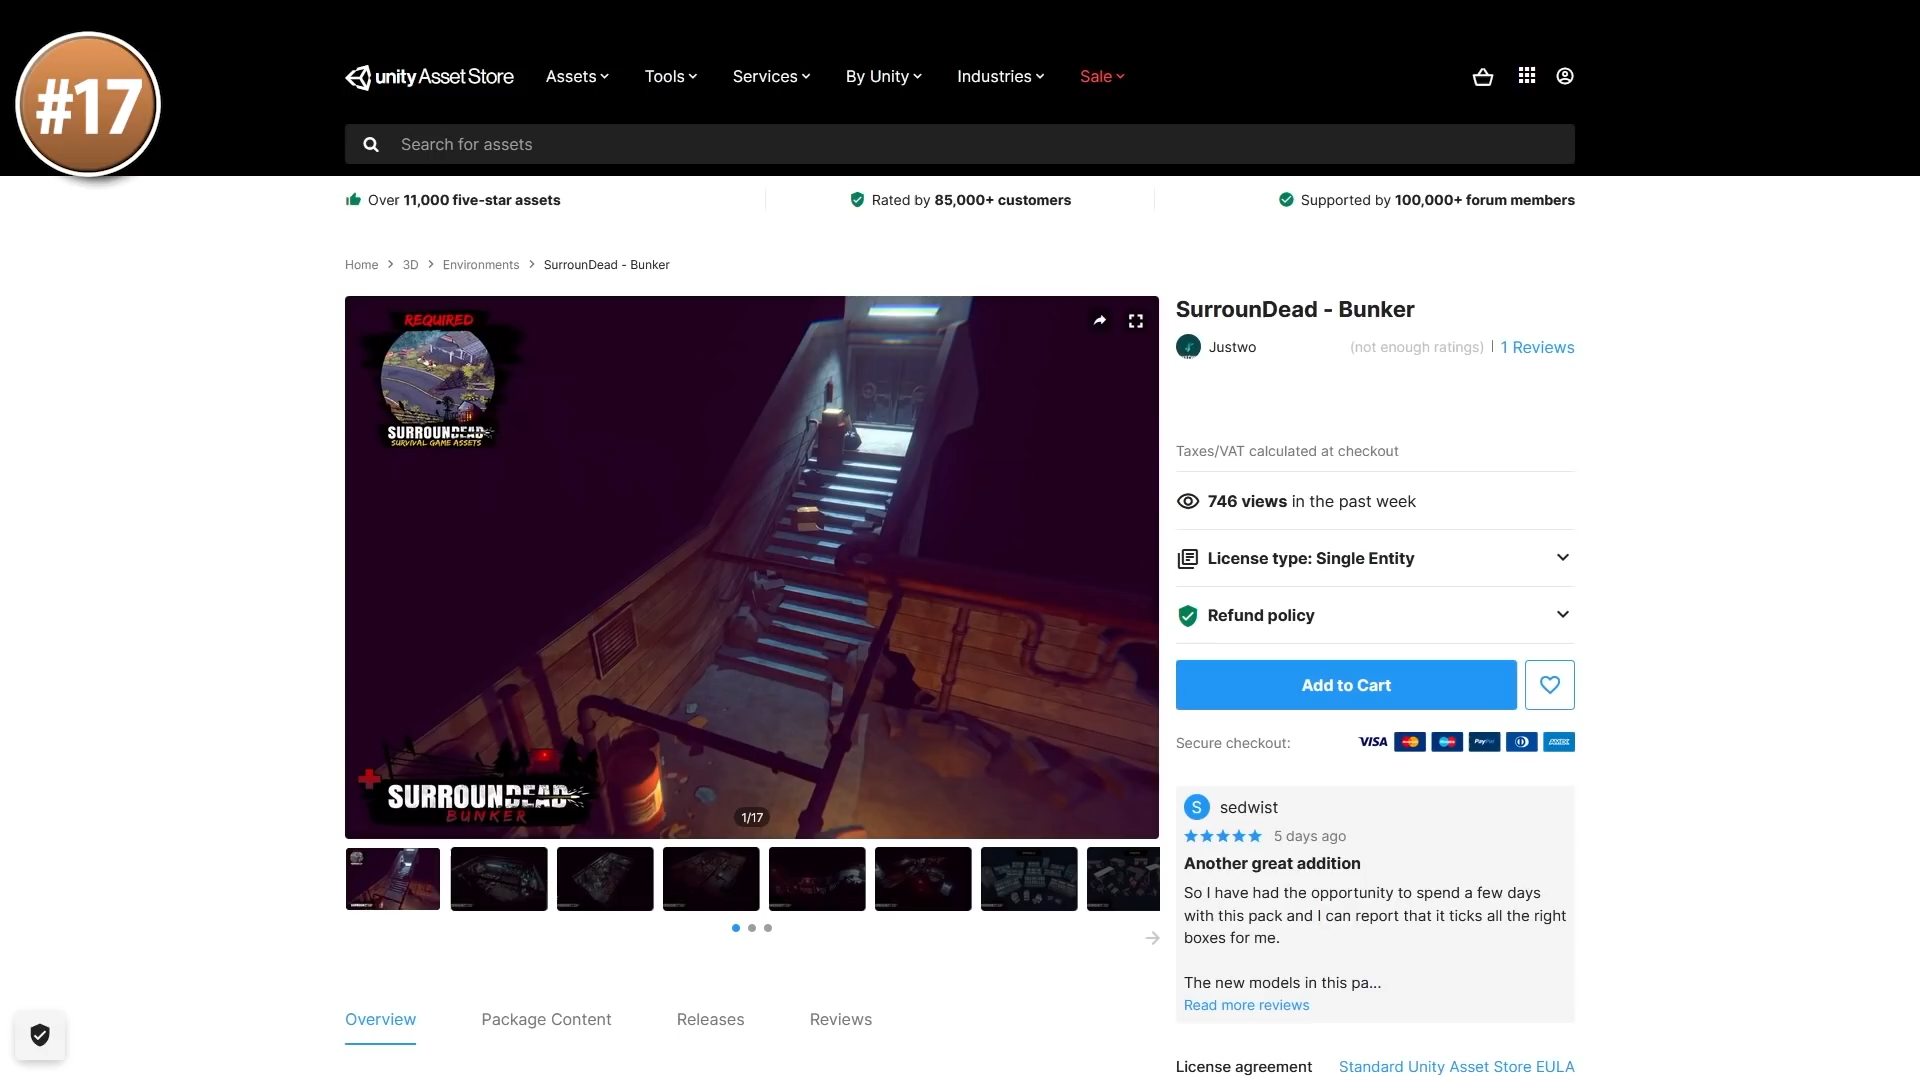 #17
unity Asset Store
Assets
Tools
Services
By Unity
Industries
Sale
Search for assets
Over 11,000 five-star assets
Rated by 85,000+ customers
Supported by 100,000+ forum members
Home > 3D > Environments > SurrounDead - Bunker
REQUIRED
SURROUNDEAD
SURVIVAL GAME ASSETS
SURROUNDEAD
BUNKER
1/17
SurrounDead - Bunker
Justwo
(not enough ratings) | 1 Reviews
Taxes/VAT calculated at checkout
746 views in the past week
License type: Single Entity
Refund policy
Add to Cart
Secure checkout:
VISA
PayPal
AMEX
S
sedwist
5 days ago
Another great addition
So I have had the opportunity to spend a few days
with this pack and I can report that it ticks all the right
boxes for me.
The new models in this pa...
Read more reviews
Overview
Package Content
Releases
Reviews
License agreement
Standard Unity Asset Store EULA